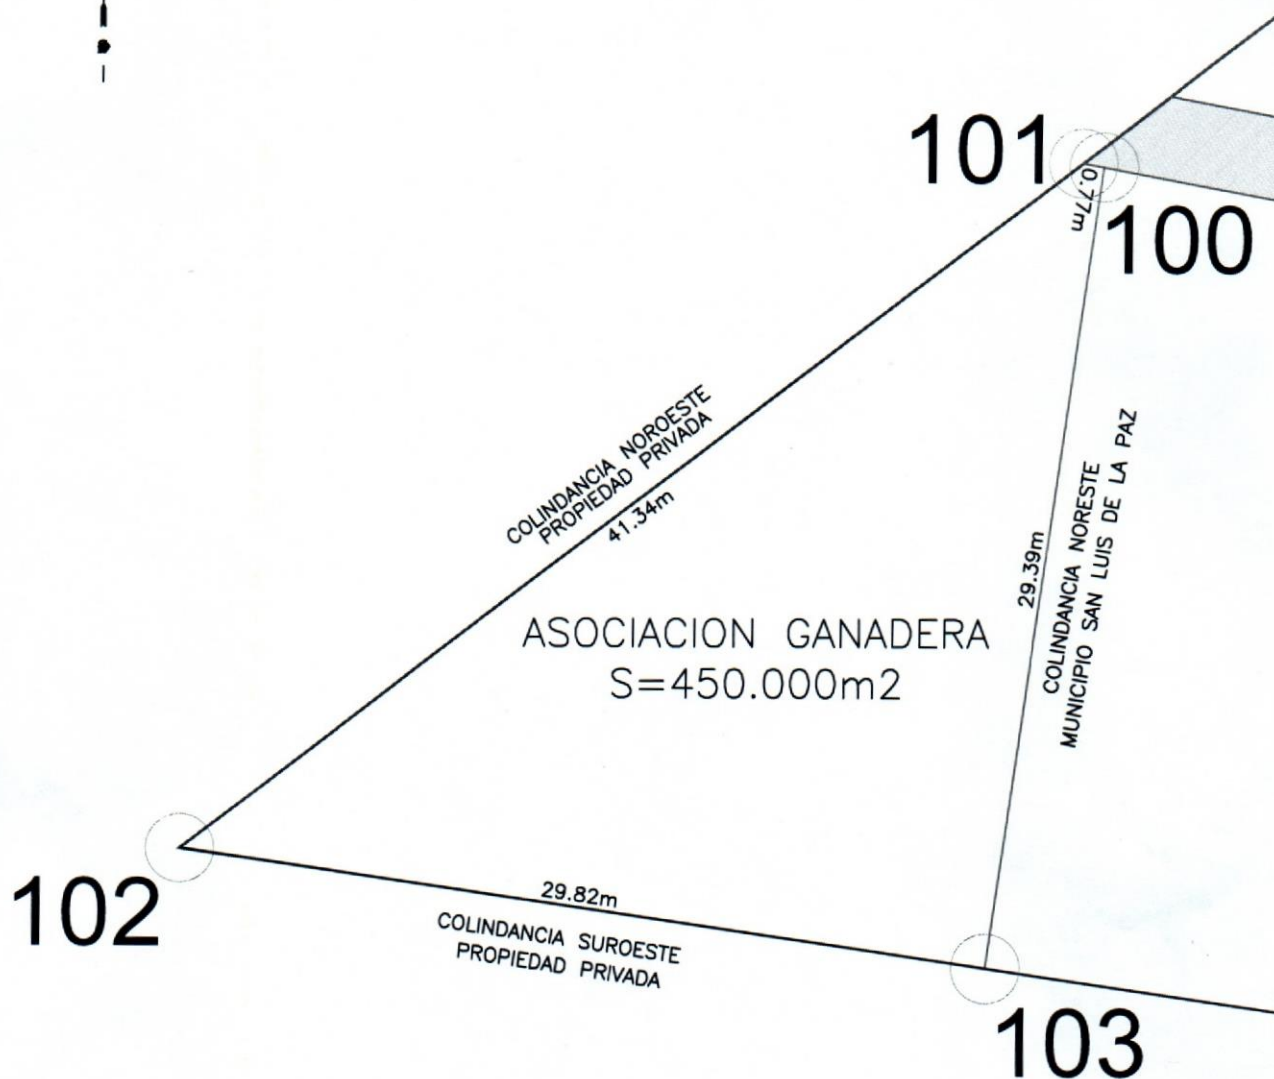 101
0.77m
100
COLINDANCIA NOROESTE
PROPIEDAD PRIVADA
41.34m
29.39m
COLINDANCIA NORESTE
MUNICIPIO SAN LUIS DE LA PAZ
ASOCIACION GANADERA
S=450.000m2
102
29.82m
COLINDANCIA SUROESTE
PROPIEDAD PRIVADA
103